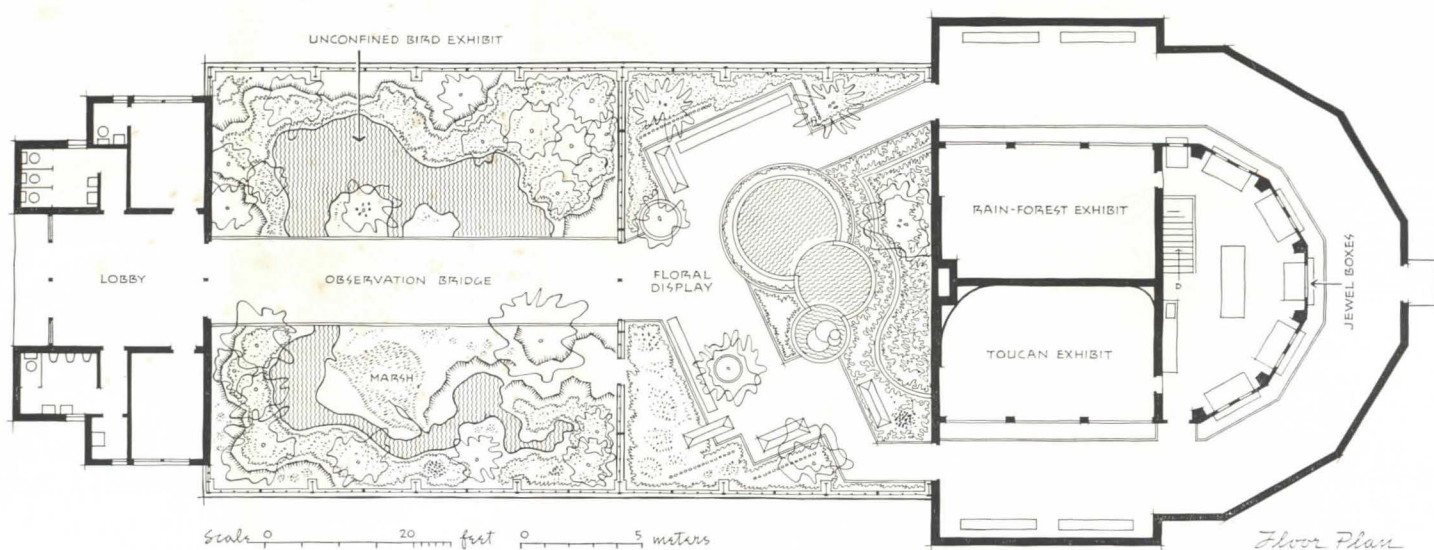 UNCONFINED BIRD EXHIBIT
LOBBY
OBSERVATION BRIDGE
FLORAL
DISPLAY
RAIN-FOREST EXHIBIT
JEWEL BOXES
D
TOUCAN EXHIBIT
MARSH
Scale 0 20 feet 0 5 meters
Floor Plan